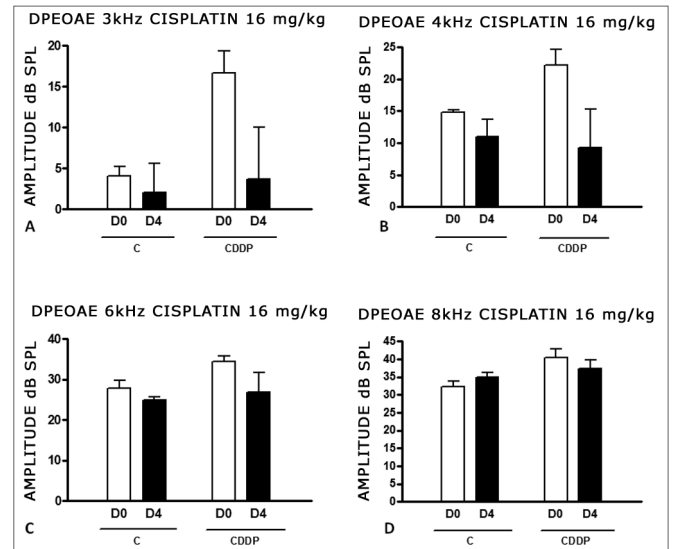 DPEOAE 3kHz CISPLATIN 16 mg/kg
AMPLITUDE dB SPL
20
15
10
5
0
D0 D4 D0 D4
C CDDP
A
DPEOAE 4kHz CISPLATIN 16 mg/kg
AMPLITUDE dB SPL
25
20
15
10
5
0
D0 D4 D0 D4
C CDDP
B
DPEOAE 6kHz CISPLATIN 16 mg/kg
AMPLITUDE dB SPL
40
30
20
10
0
D0 D4 D0 D4
C CDDP
C
DPEOAE 8kHz CISPLATIN 16 mg/kg
AMPLITUDE dB SPL
45
40
35
30
25
20
15
10
5
0
D0 D4 D0 D4
C CDDP
D